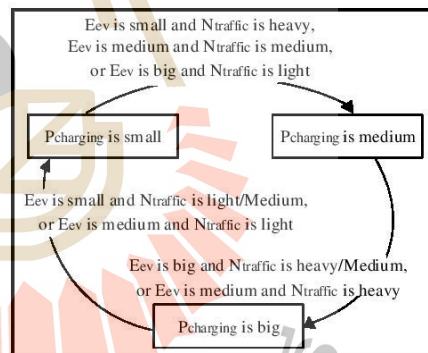 Eev is small and Ntraffic is heavy,
Eev is medium and Ntraffic is medium,
or Eev is big and Ntraffic is light
Pcharging is small
Pcharging is medium
Eev is small and Ntraffic is light/Medium,
or Eev is medium and Ntraffic is light
Eev is big and Ntraffic is heavy/Medium,
or Eev is medium and Ntraffic is heavy
Pcharging is big